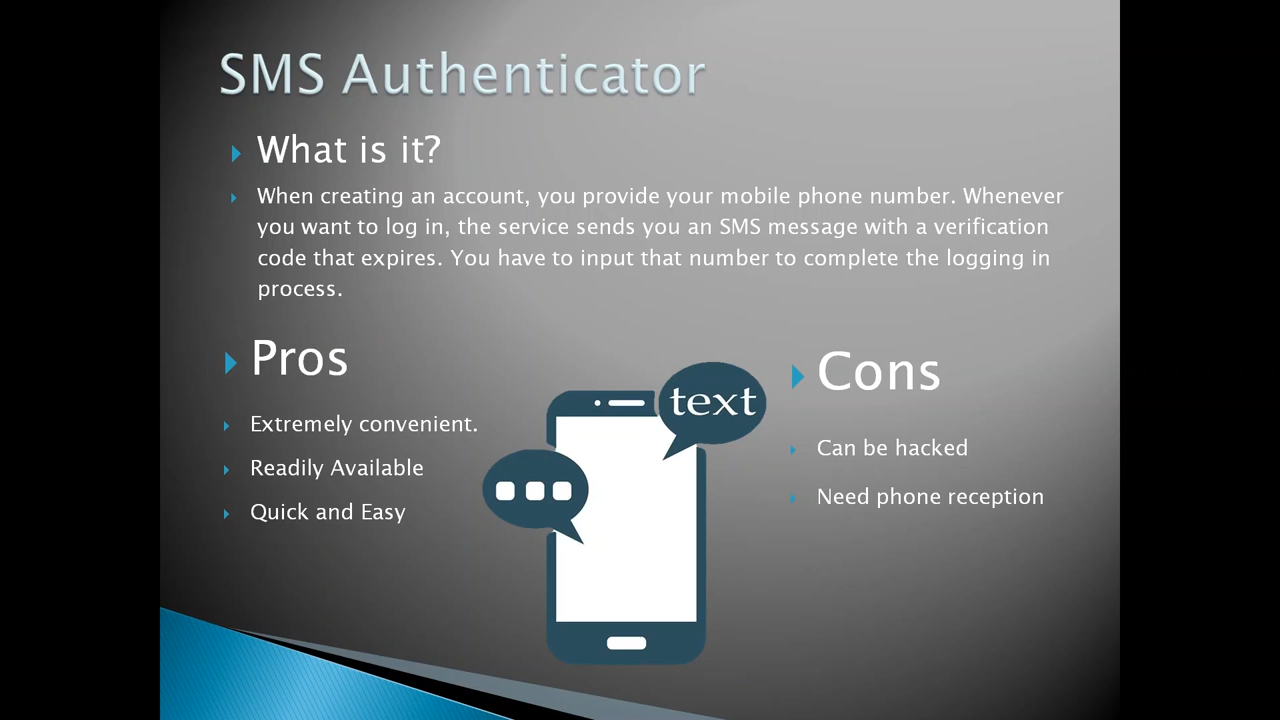 SMS Authenticator
What is it?
When creating an account, you provide your mobile phone number. Whenever
you want to log in, the service sends you an SMS message with a verification
code that expires. You have to input that number to complete the logging in
process.
Pros
Extremely convenient.
Readily Available
Quick and Easy
text
Cons
Can be hacked
Need phone reception